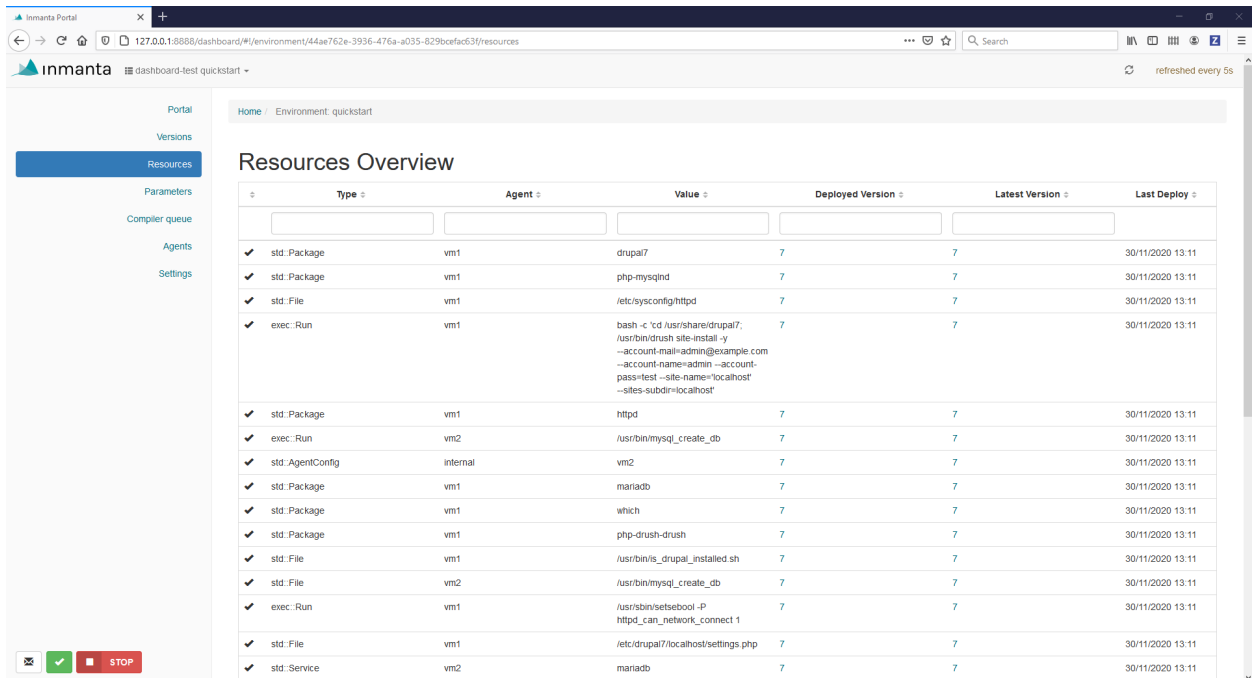 Inmanta Portal
127.0.0.1:8888/dashboard/#!/environment/44ae762e-3936-476a-a035-829bcefac63f/resources
Search
Z
inmanta dashboard-test quickstart
refreshed every 5s
Portal
Versions
Resources
Parameters
Compiler queue
Agents
Settings
Home / Environment: quickstart
Resources Overview
Type Agent Value Deployed Version Latest Version Last Deploy
std::Package vm1 drupal7 7 7 30/11/2020 13:11
std::Package vm1 php-mysqlnd 7 7 30/11/2020 13:11
std::File vm1 /etc/sysconfig/httpd 7 7 30/11/2020 13:11
exec::Run vm1 bash -c 'cd /usr/share/drupal7; 7 7 30/11/2020 13:11
/usr/bin/drush site-install -y
--account-mail=admin@example.com
--account-name=admin --account-
pass=test --site-name='localhost'
--sites-subdir=localhost'
std::Package vm1 httpd 7 7 30/11/2020 13:11
exec::Run vm2 /usr/bin/mysql_create_db 7 7 30/11/2020 13:11
std::AgentConfig internal vm2 7 7 30/11/2020 13:11
std::Package vm1 mariadb 7 7 30/11/2020 13:11
std::Package vm1 which 7 7 30/11/2020 13:11
std::Package vm1 php-drush-drush 7 7 30/11/2020 13:11
std::File vm1 /usr/bin/is_drupal_installed.sh 7 7 30/11/2020 13:11
std::File vm2 /usr/bin/mysql_create_db 7 7 30/11/2020 13:11
exec::Run vm1 /usr/sbin/setsebool -P 7 7 30/11/2020 13:11
httpd_can_network_connect 1
std::File vm1 /etc/drupal7/localhost/settings.php 7 7 30/11/2020 13:11
std::Service vm2 mariadb 7 7 30/11/2020 13:11
STOP